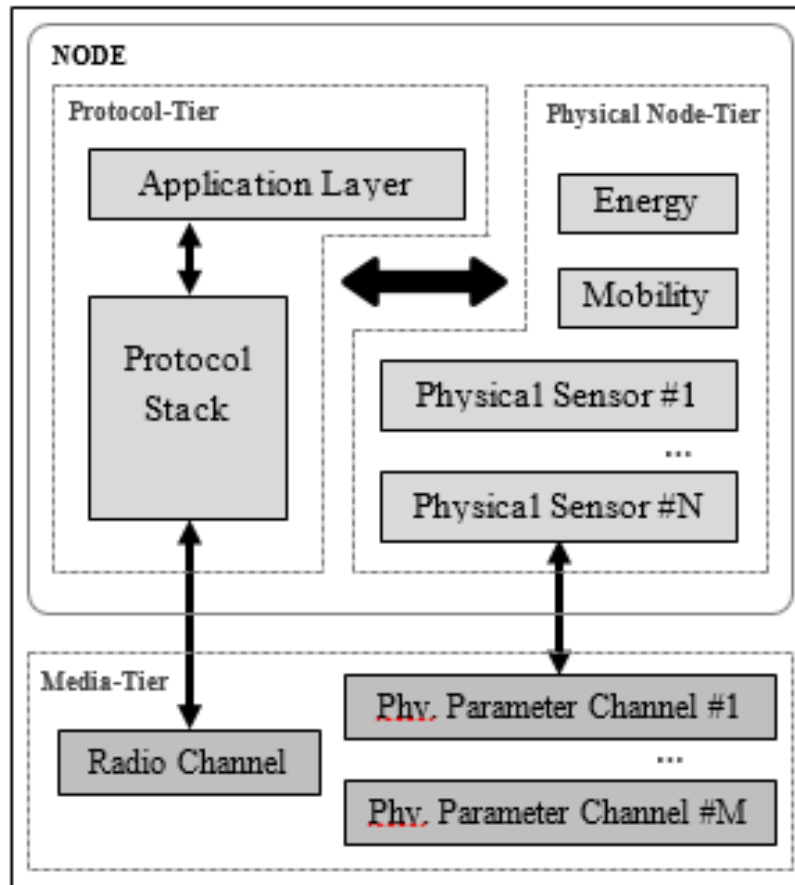 NODE
Protocol-Tier
Application Layer
Protocol
Stack
Physical Node-Tier
Energy
Mobility
Physical Sensor #1
...
Physical Sensor #N
Media-Tier
Radio Channel
Phy. Parameter Channel #1
...
Phy. Parameter Channel #M